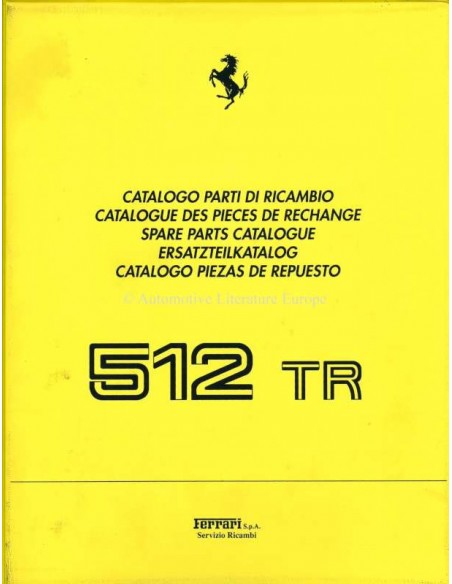 CATALOGO PARTI DI RICAMBIO
CATALOGUE DES PIECES DE RECHANGE
SPARE PARTS CATALOGUE
ERSATZTEILKATALOG
CATALOGO PIEZAS DE REPUESTO
© Automotive Literature Europe
512 TR
Ferrari S.p.A.
Servizio Ricambi